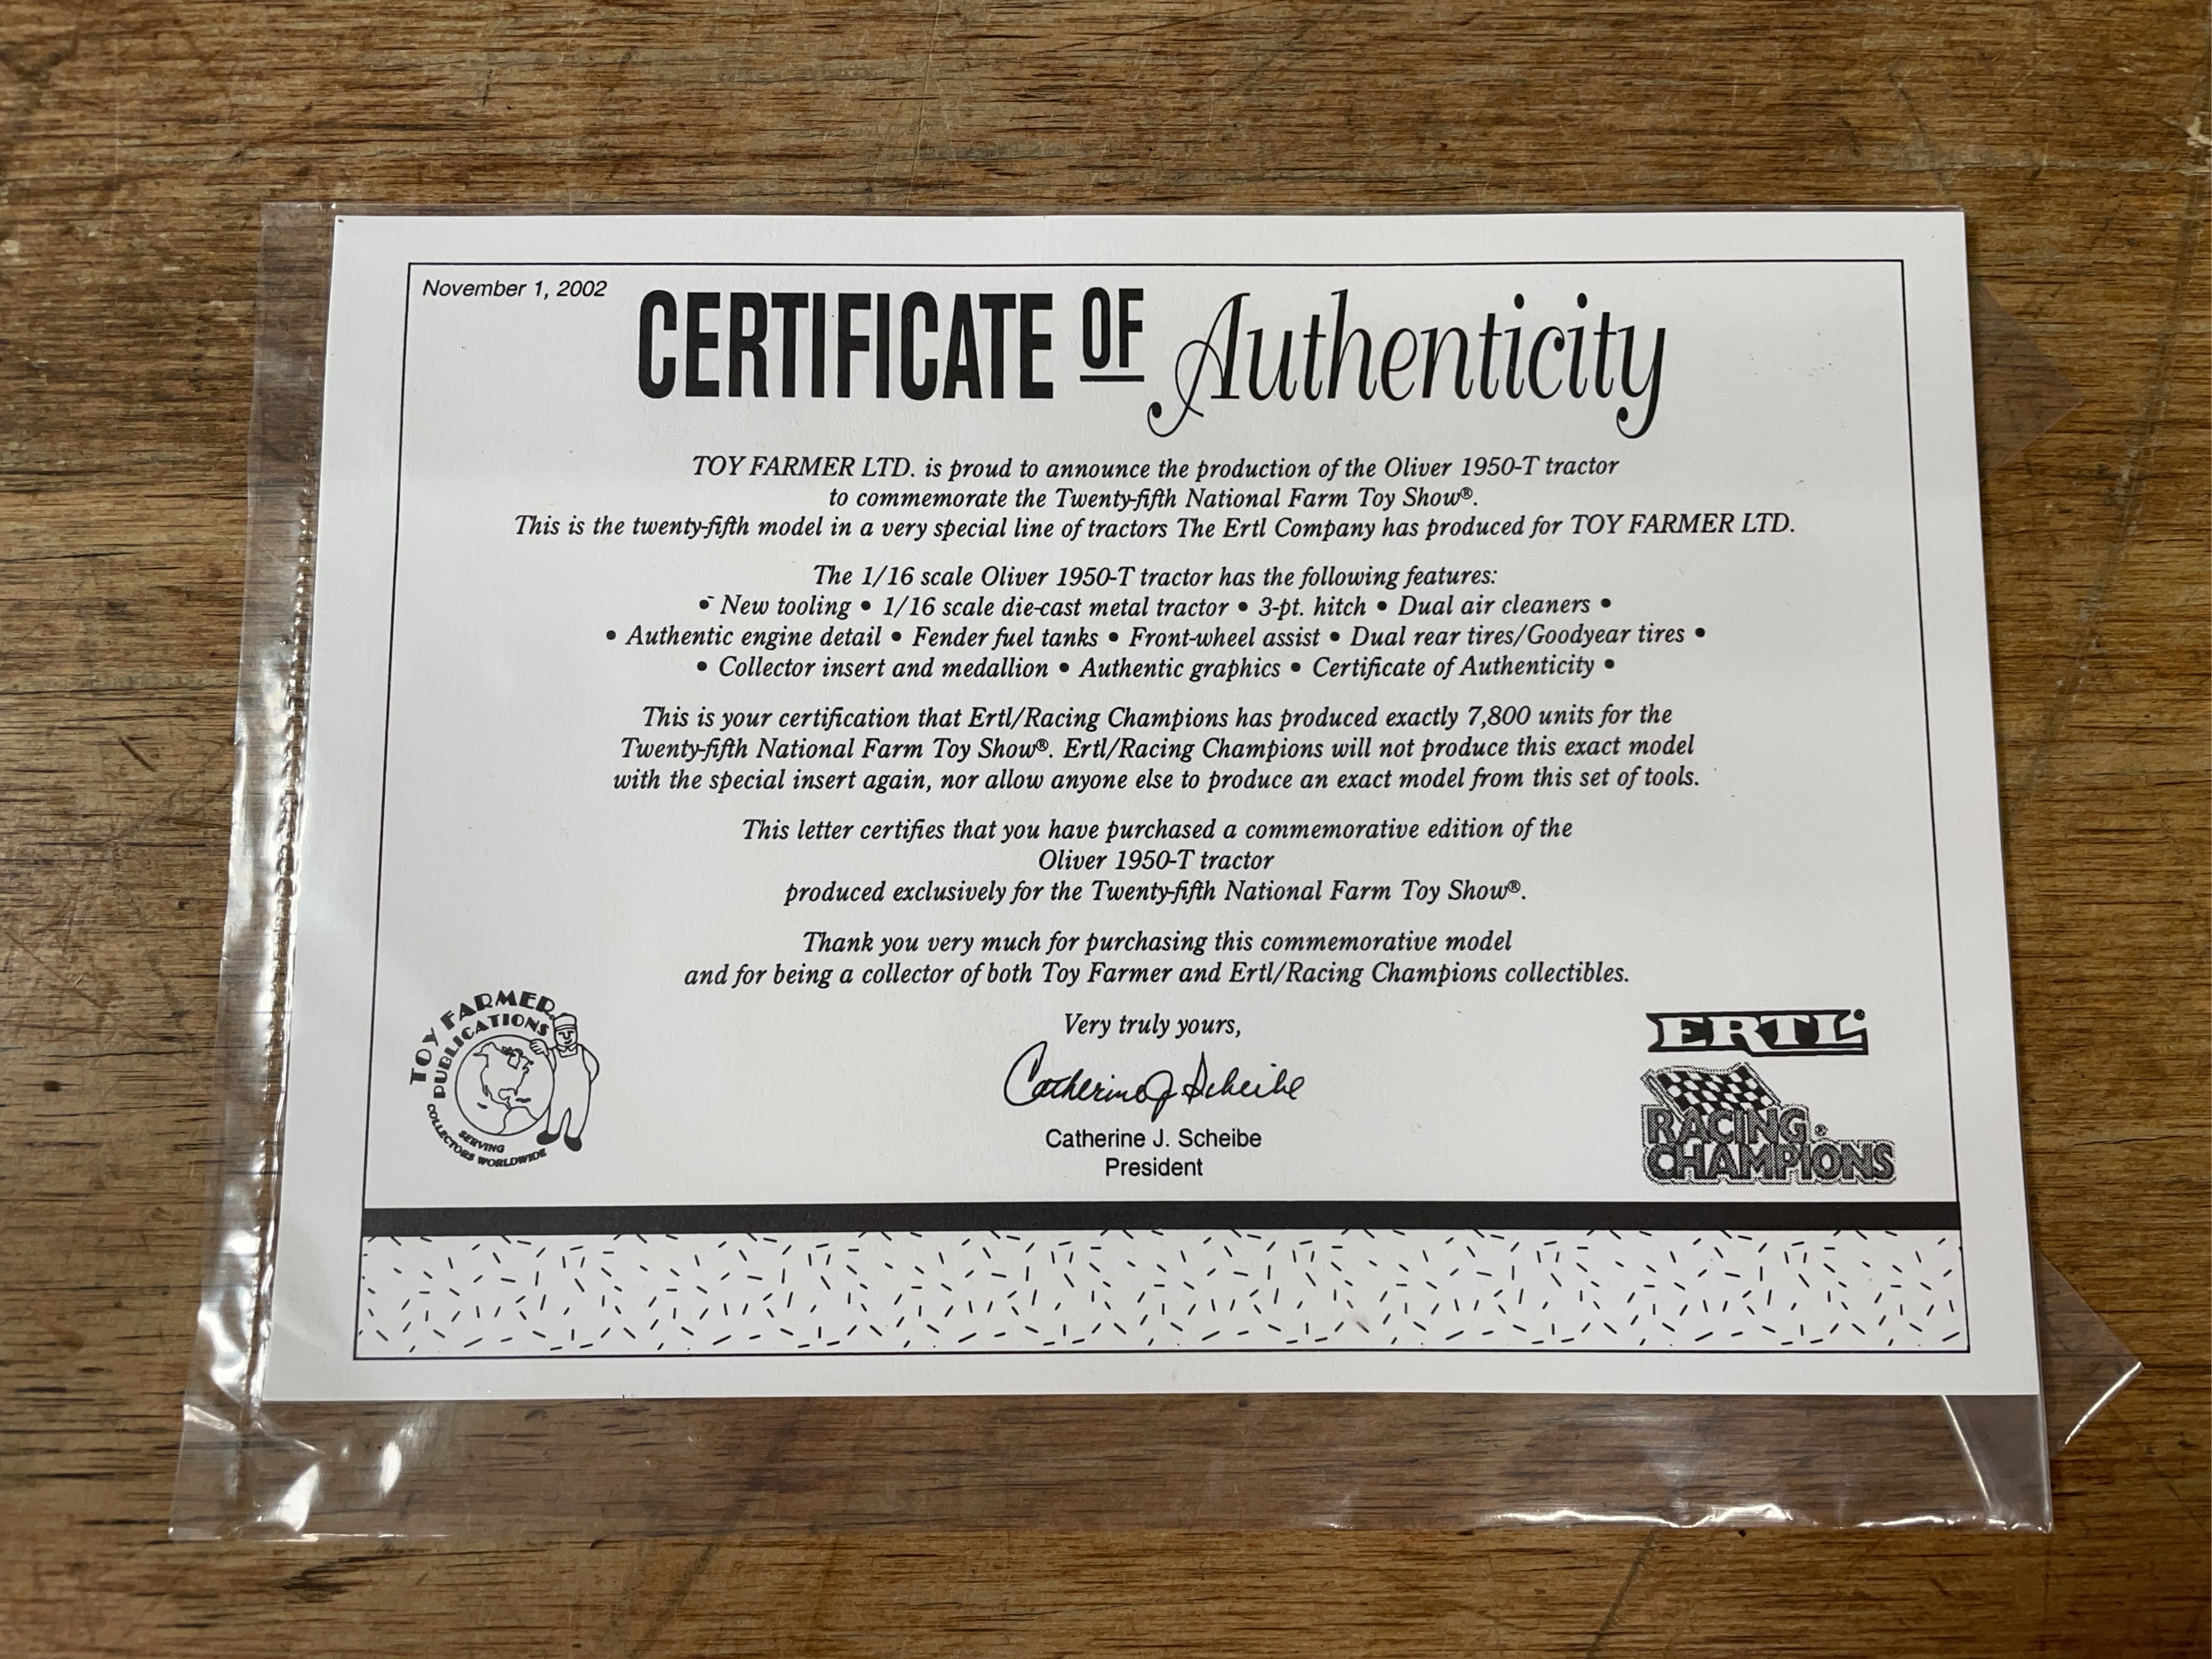 November 1, 2002
CERTIFICATE OF Authenticity
TOY FARMER LTD. is proud to announce the production of the Oliver 1950-T tractor
to commemorate the Twenty-fifth National Farm Toy Show®.
This is the twenty-fifth model in a very special line of tractors The Ertl Company has produced for TOY FARMER LTD.
The 1/16 scale Oliver 1950-T tractor has the following features:
• New tooling • 1/16 scale die-cast metal tractor • 3-pt. hitch • Dual air cleaners •
• Authentic engine detail • Fender fuel tanks • Front-wheel assist • Dual rear tires/Goodyear tires •
• Collector insert and medallion • Authentic graphics • Certificate of Authenticity •
This is your certification that Ertl/Racing Champions has produced exactly 7,800 units for the
Twenty-fifth National Farm Toy Show®. Ertl/Racing Champions will not produce this exact model
with the special insert again, nor allow anyone else to produce an exact model from this set of tools.
This letter certifies that you have purchased a commemorative edition of the
Oliver 1950-T tractor
produced exclusively for the Twenty-fifth National Farm Toy Show®.
Thank you very much for purchasing this commemorative model
and for being a collector of both Toy Farmer and Ertl/Racing Champions collectibles.
Very truly yours,
Catherine J Scheibe
Catherine J. Scheibe
President
TOY FARMER
PUBLICATIONS
SERVING
COLLECTORS WORLDWIDE
ERTL®
RACING®
CHAMPIONS